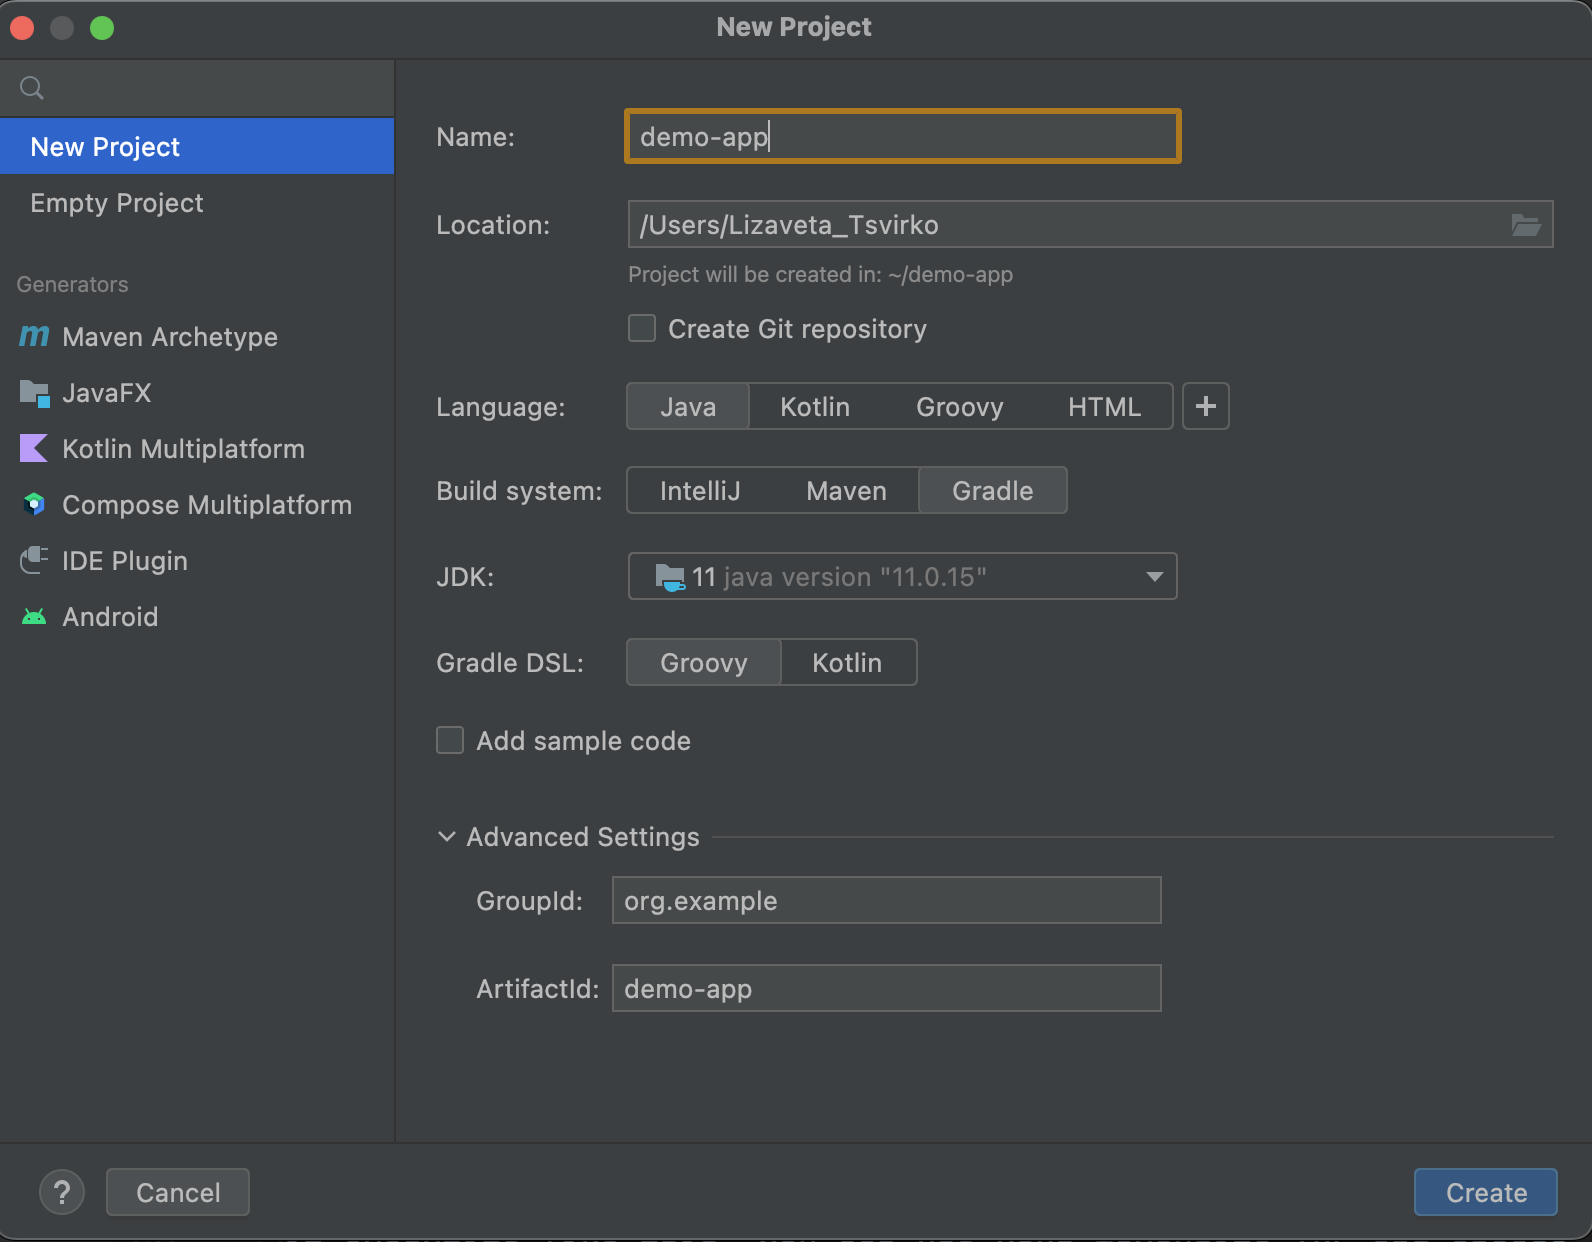 New Project
New Project
Empty Project
Generators
m Maven Archetype
JavaFX
Kotlin Multiplatform
Compose Multiplatform
IDE Plugin
Android
Name: demo-app
Location: /Users/Lizaveta_Tsvirko
Project will be created in: ~/demo-app
Create Git repository
Language: Java Kotlin Groovy HTML +
Build system: IntelliJ Maven Gradle
JDK: 11 java version "11.0.15"
Gradle DSL: Groovy Kotlin
Add sample code
Advanced Settings
GroupId: org.example
ArtifactId: demo-app
? Cancel Create